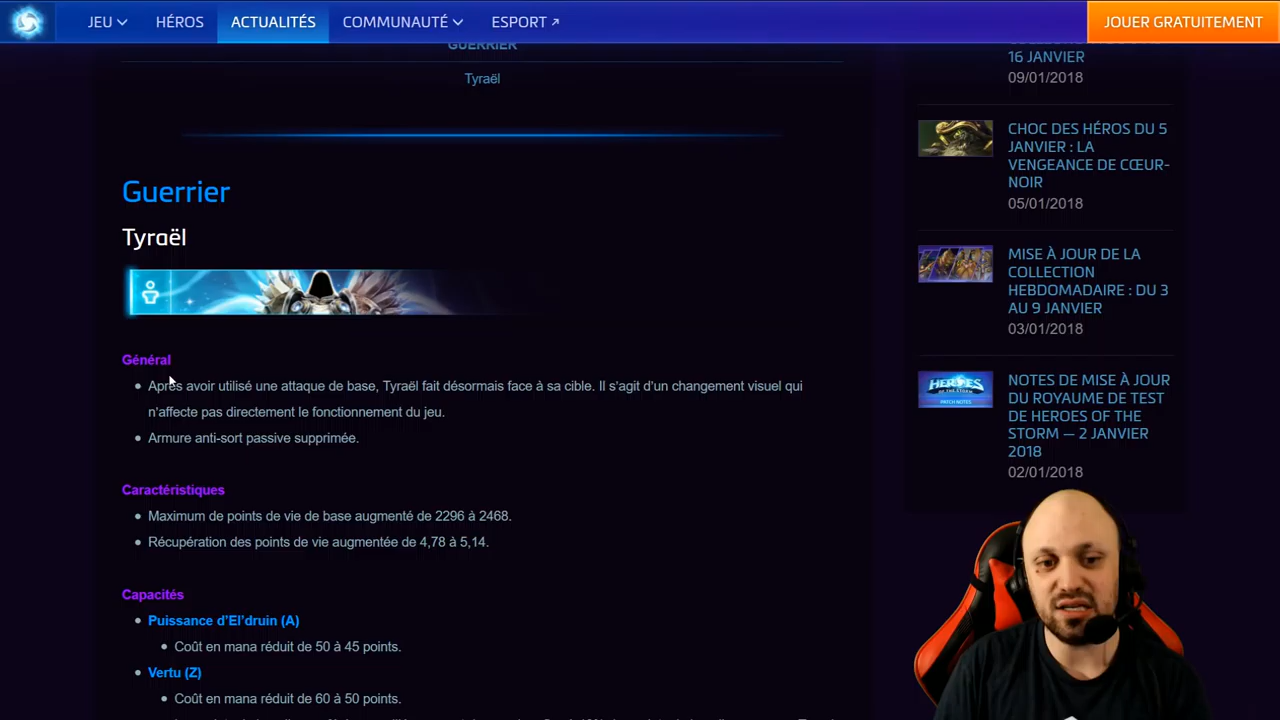 JEU
HÉROS
ACTUALITÉS
COMMUNAUTÉ
ESPORT
JOUER GRATUITEMENT
GUERRIER
Tyraël
Guerrier
Tyraël
Général
Après avoir utilisé une attaque de base, Tyraël fait désormais face à sa cible. Il s'agit d'un changement visuel qui
n'affecte pas directement le fonctionnement du jeu.
Armure anti-sort passive supprimée.
Caractéristiques
Maximum de points de vie de base augmenté de 2296 à 2468.
Récupération des points de vie augmentée de 4,78 à 5,14.
Capacités
Puissance d'El'druin (A)
Coût en mana réduit de 50 à 45 points.
Vertu (Z)
Coût en mana réduit de 60 à 50 points.
16 JANVIER
09/01/2018
CHOC DES HÉROS DU 5
JANVIER : LA
VENGEANCE DE CŒUR-
NOIR
05/01/2018
MISE À JOUR DE LA
COLLECTION
HEBDOMADAIRE : DU 3
AU 9 JANVIER
03/01/2018
HEROES
OF THE STORM
PATCH NOTES
NOTES DE MISE À JOUR
DU ROYAUME DE TEST
DE HEROES OF THE
STORM — 2 JANVIER
2018
02/01/2018